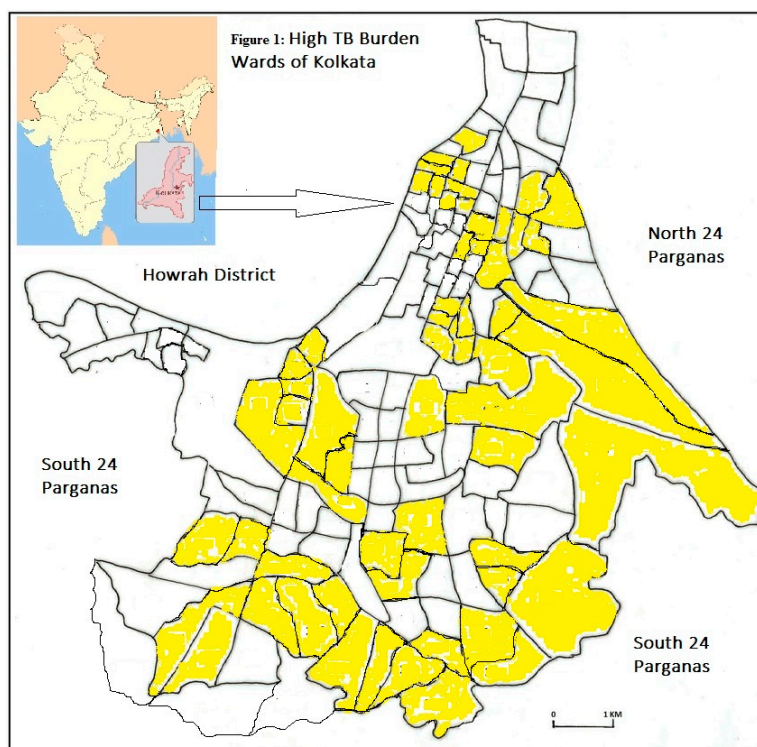 Figure 1: High TB Burden
Wards of Kolkata
Kolkata
North 24
Parganas
Howrah District
South 24
Parganas
South 24
Parganas
0 1 KM